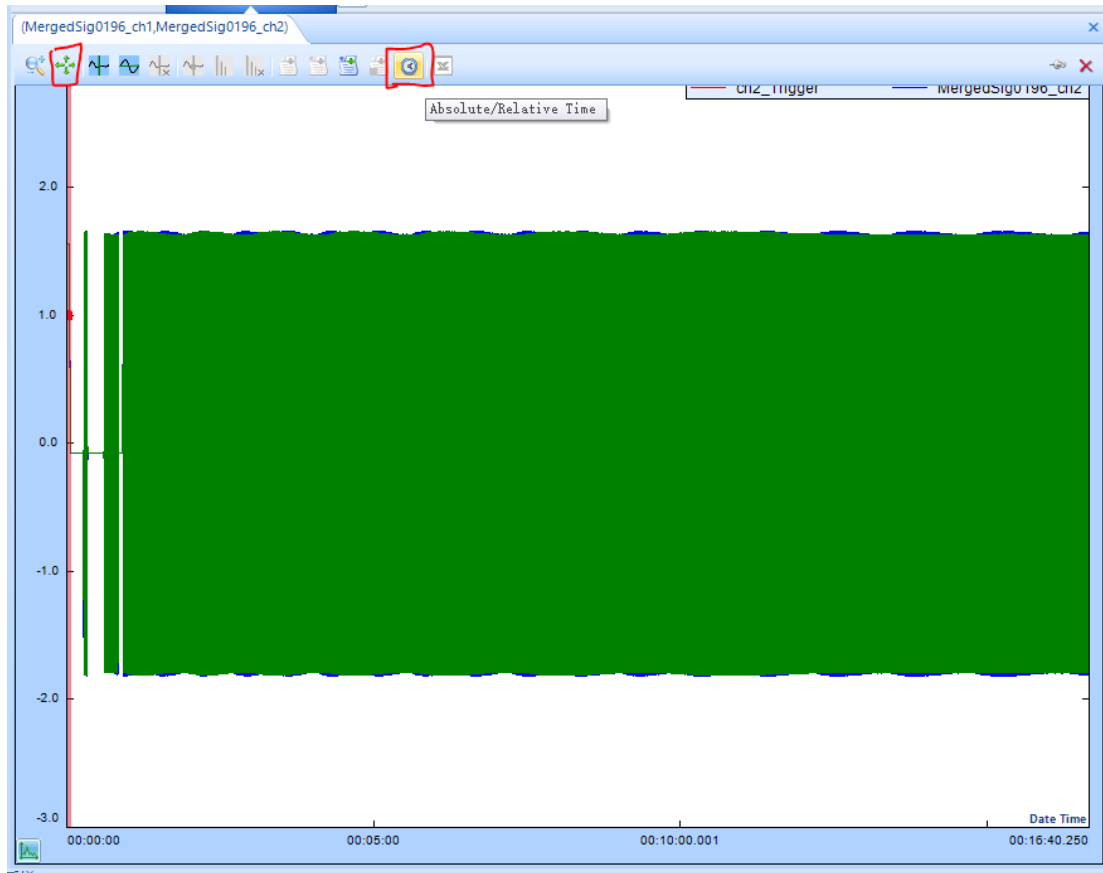 (MergedSig0196_ch1,MergedSig0196_ch2)
Absolute/Relative Time
ch2_Trigger MergedSig0196_ch2
2.0
1.0
0.0
-1.0
-2.0
-3.0
Date Time
00:00:00 00:05:00 00:10:00.001 00:16:40.250